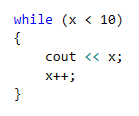 while (x < 10)
{
    cout << x;
    x++;
}